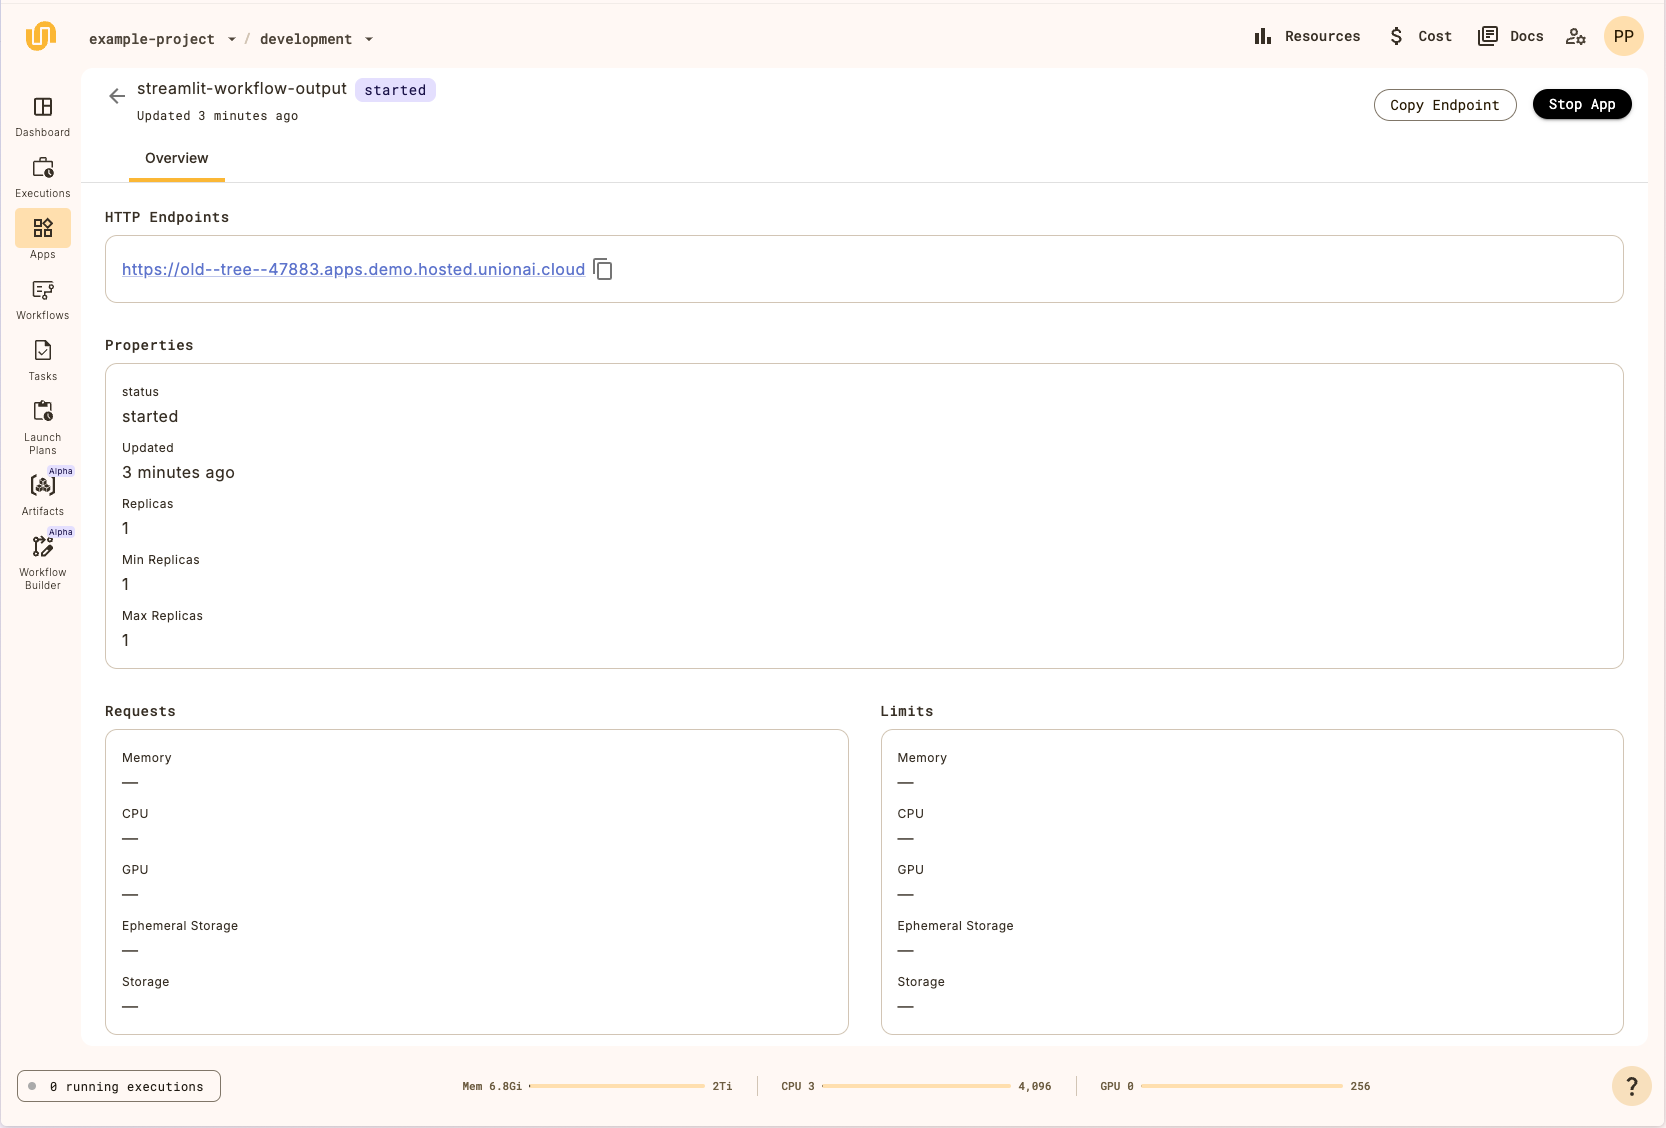 example-project / development
Resources
Cost
Docs
PP
streamlit-workflow-output started
Updated 3 minutes ago
Copy Endpoint
Stop App
Dashboard
Executions
Apps
Workflows
Tasks
Launch
Plans
Alpha
Artifacts
Alpha
Workflow
Builder
Overview
HTTP Endpoints
https://old--tree--47883.apps.demo.hosted.unionai.cloud
Properties
status
started
Updated
3 minutes ago
Replicas
1
Min Replicas
1
Max Replicas
1
Requests
Memory
—
CPU
—
GPU
—
Ephemeral Storage
—
Storage
—
Limits
Memory
—
CPU
—
GPU
—
Ephemeral Storage
—
Storage
—
0 running executions
Mem 6.8Gi 2Ti
CPU 3 4,096
GPU 0 256
?